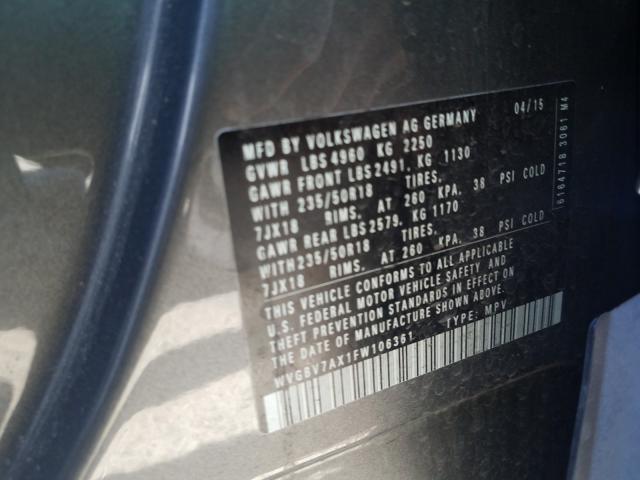 MFD BY VOLKSWAGEN AG GERMANY 04/15
GVWR LBS 4960 KG 2250
GAWR FRONT LBS 2491, KG 1130
WITH 235/50R18 TIRES,
7JX18 RIMS, AT 260 KPA, 38 PSI COLD
GAWR REAR LBS 2579, KG 1170
WITH 235/50R18 TIRES,
7JX18 RIMS, AT 260 KPA, 38 PSI COLD
THIS VEHICLE CONFORMS TO ALL APPLICABLE
U.S. FEDERAL MOTOR VEHICLE SAFETY AND
THEFT PREVENTION STANDARDS IN EFFECT ON
THE DATE OF MANUFACTURE SHOWN ABOVE.
WVGBV7AX1FW106361 TYPE: MPV
6164718 3061 M4